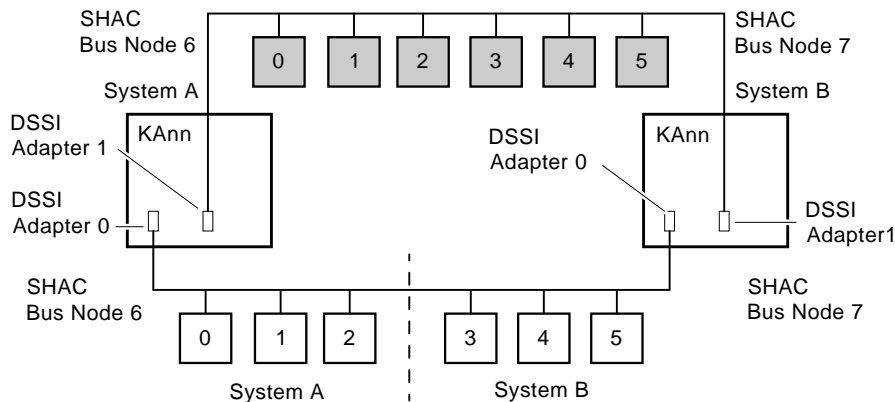 SHAC
Bus Node 6
SHAC
Bus Node 7
0
1
2
3
4
5
System A
System B
KAnn
KAnn
DSSI
Adapter 1
DSSI
Adapter 0
DSSI
Adapter 0
DSSI
Adapter1
SHAC
Bus Node 6
SHAC
Bus Node 7
0
1
2
3
4
5
System A
System B